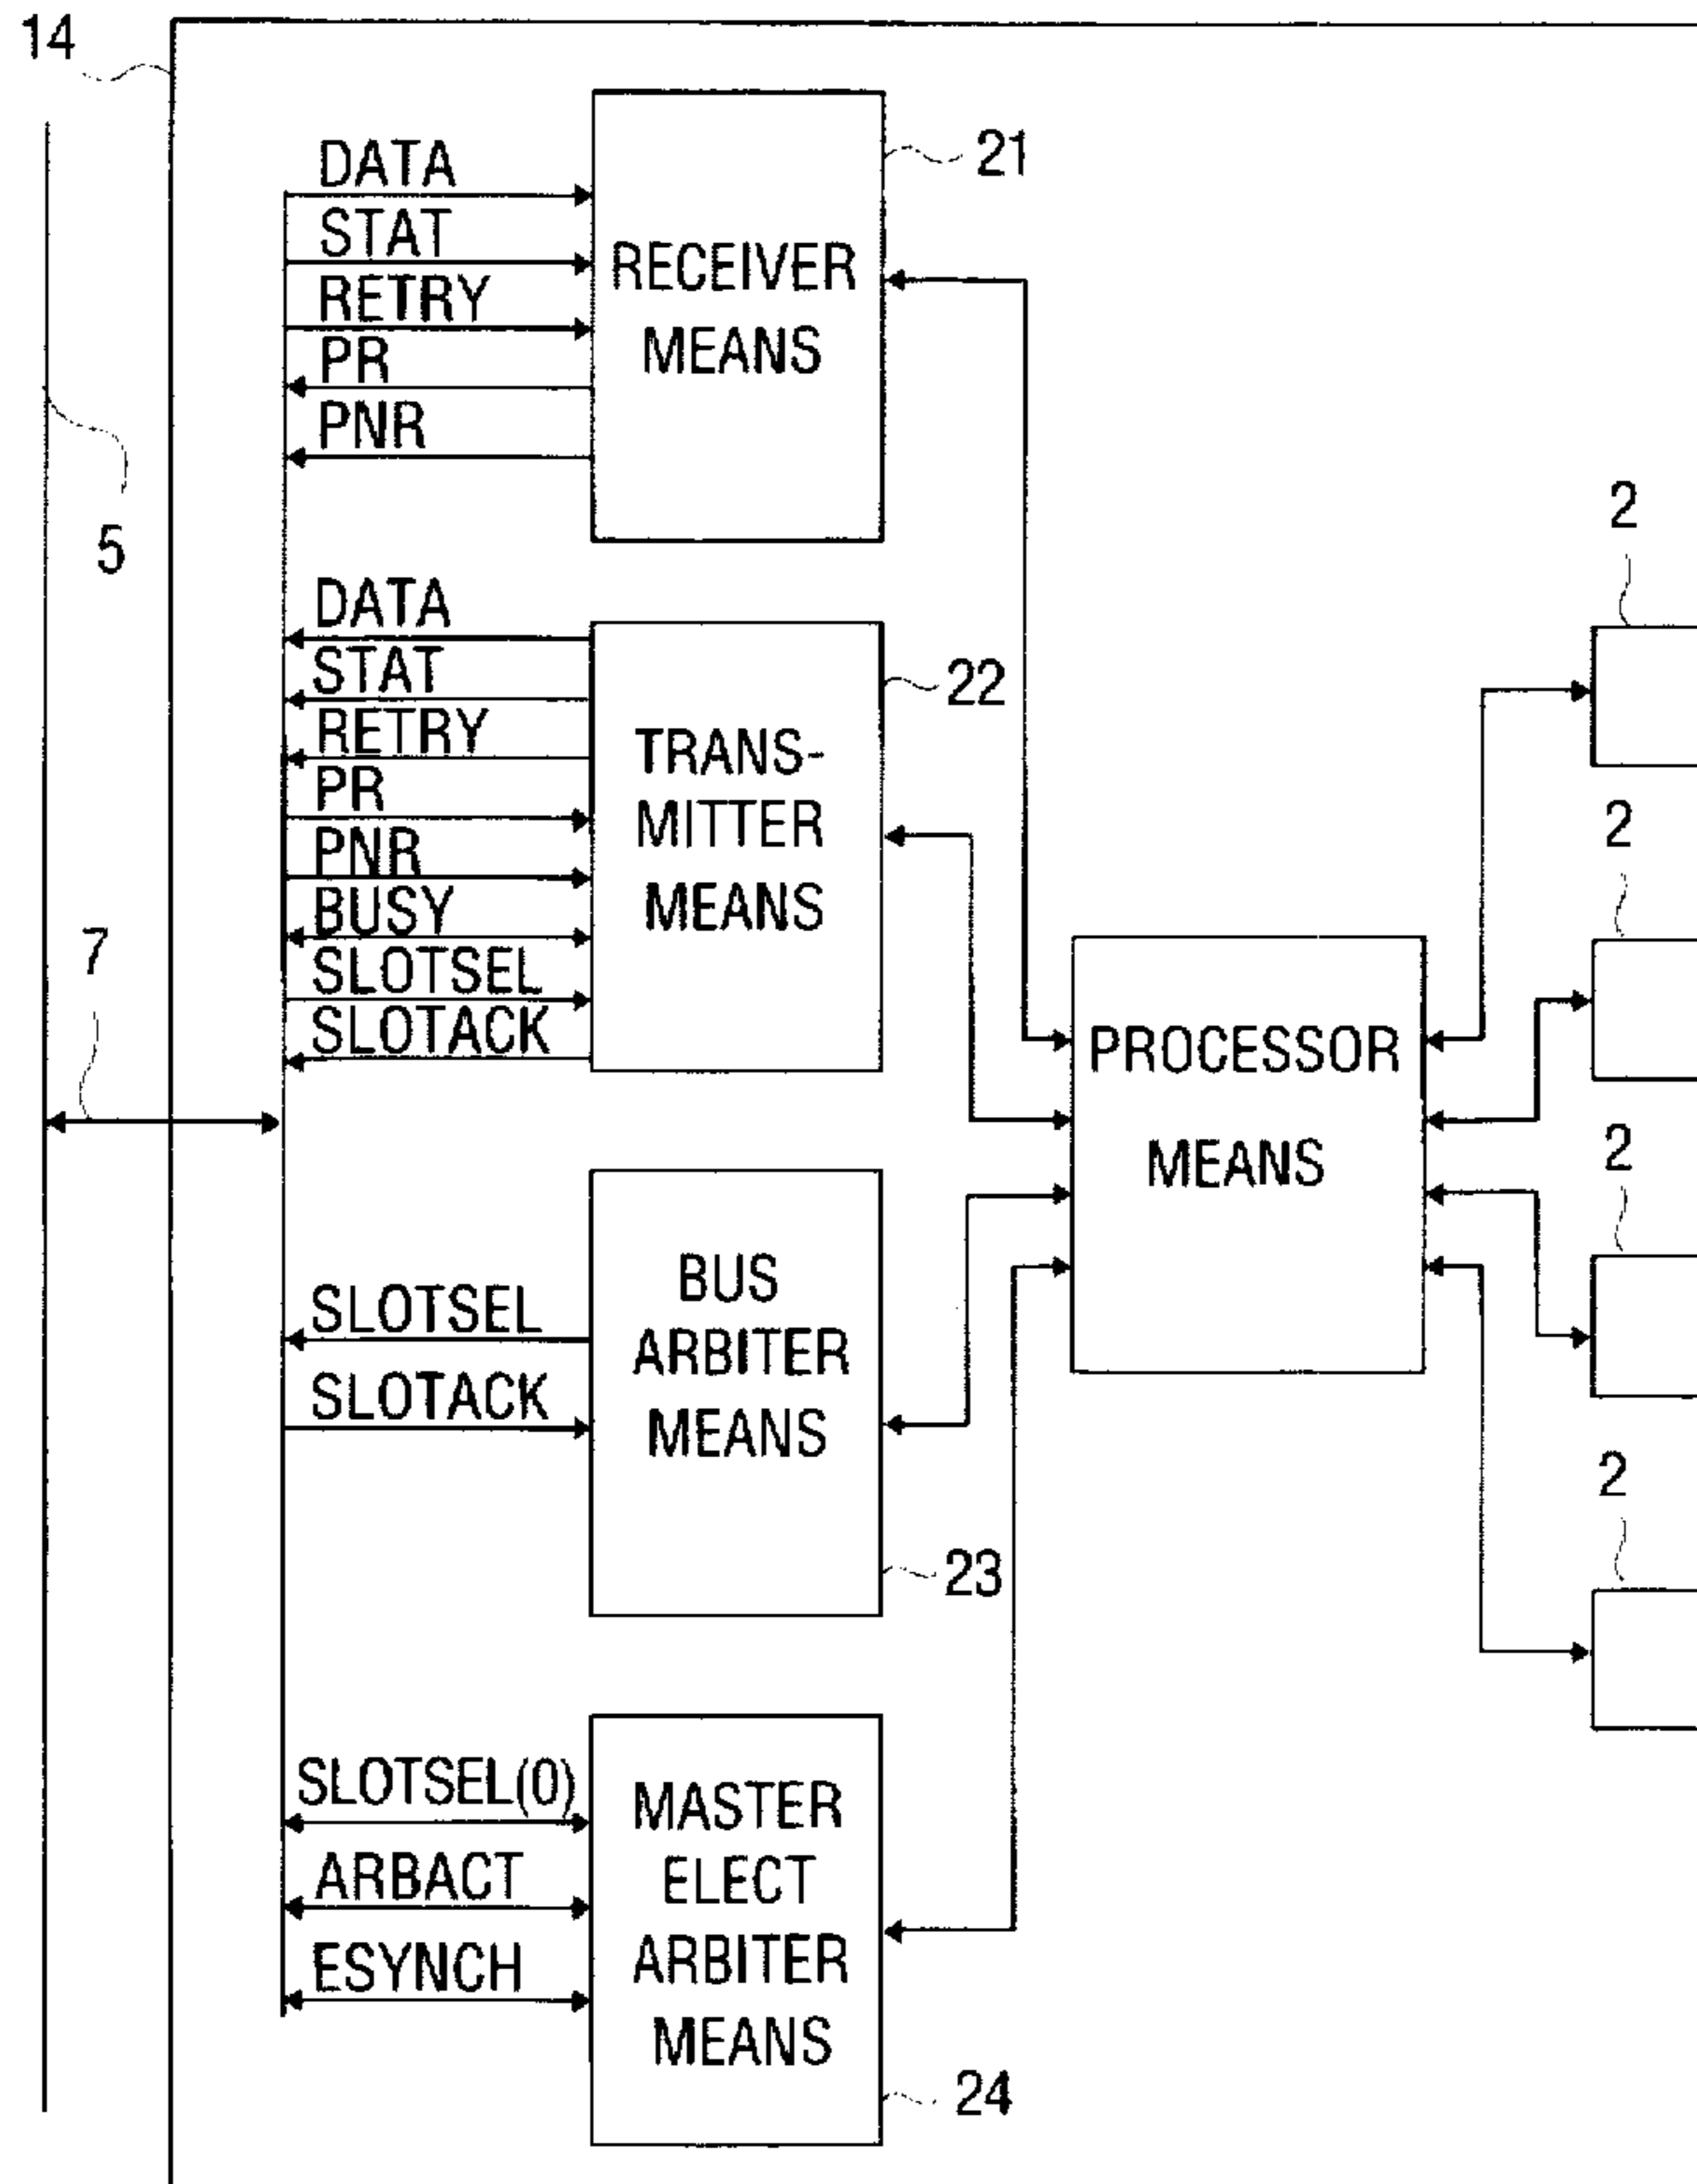 14
DATA
STAT
RETRY
PR
PNR
RECEIVER
MEANS
21
5
DATA
STAT
RETRY
PR
PNR
BUSY
SLOTSEL
SLOTACK
TRANS-
MITTER
MEANS
22
7
SLOTSEL
SLOTACK
BUS
ARBITER
MEANS
23
SLOTSEL(0)
ARBACT
ESYNCH
MASTER
ELECT
ARBITER
MEANS
24
PROCESSOR
MEANS
2
2
2
2